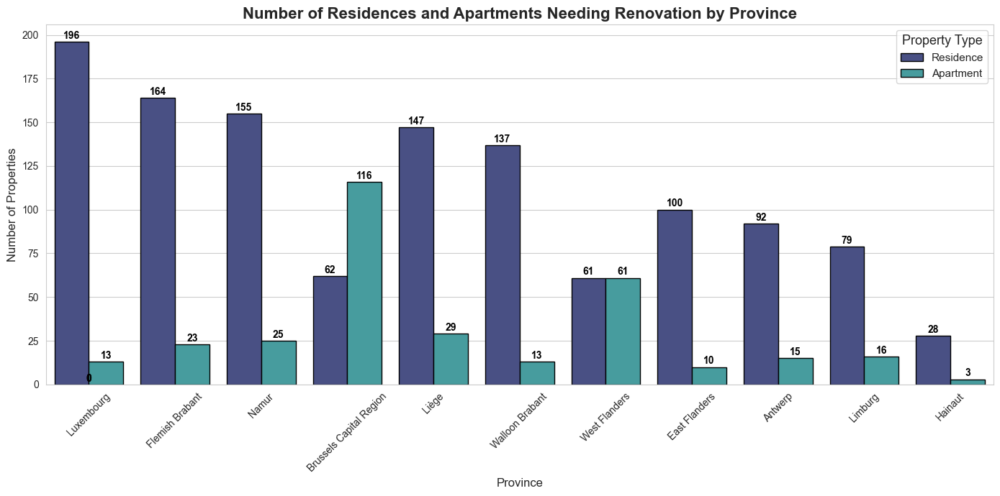 Number of Residences and Apartments Needing Renovation by Province
Property Type
Residence
Apartment
Number of Properties
200
175
150
125
100
75
50
25
0
196
13
0
164
23
155
25
62
116
147
29
137
13
61
61
100
10
92
15
79
16
28
3
Luxembourg
Flemish Brabant
Namur
Brussels Capital Region
Liège
Walloon Brabant
West Flanders
East Flanders
Antwerp
Limburg
Hainaut
Province